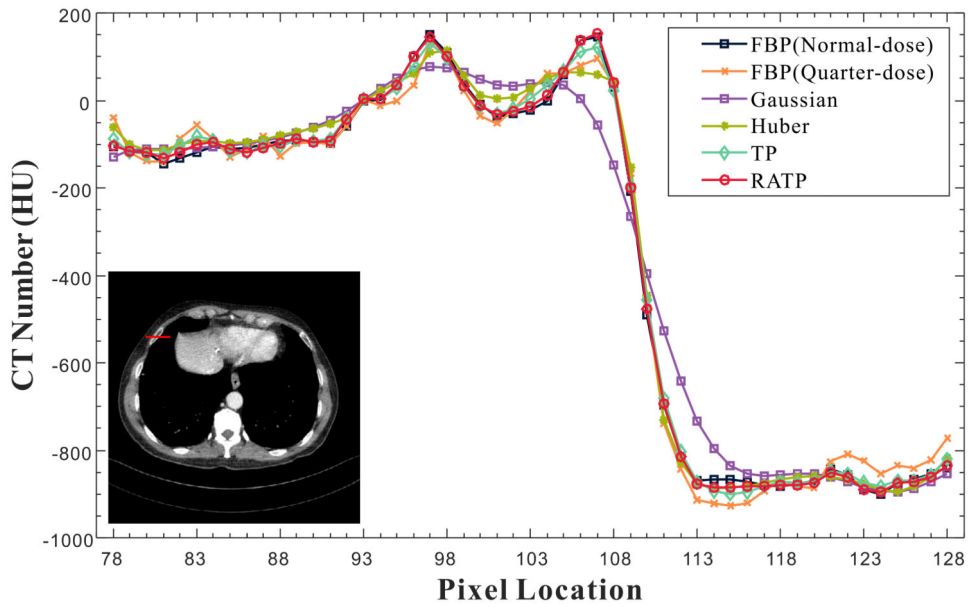 CT Number (HU)
200
0
-200
-400
-600
-800
-1000
FBP(Normal-dose)
FBP(Quarter-dose)
Gaussian
Huber
TP
RATP
78 83 88 93 98 103 108 113 118 123 128
Pixel Location